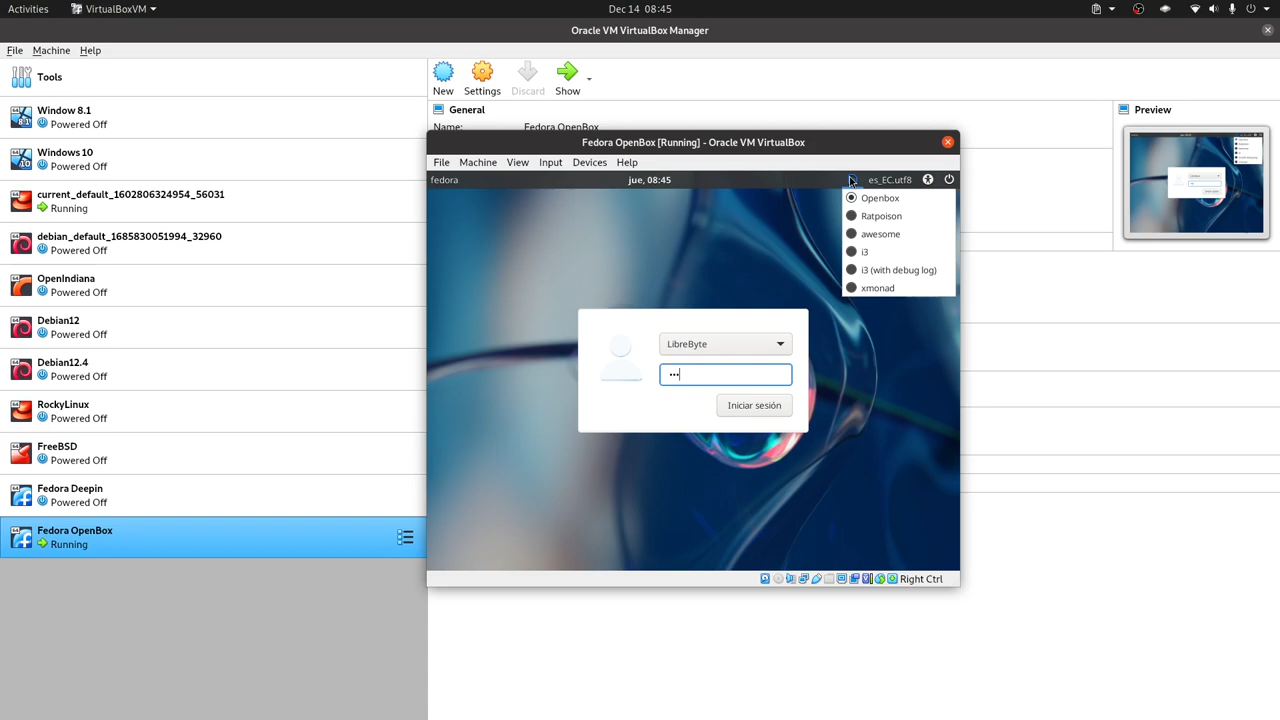 Activities
VirtualBoxVM
Dec 14 08:45
Oracle VM VirtualBox Manager
File Machine Help
Tools
New
Settings
Discard
Show
General
Name: Fedora OpenBox
Preview
Window 8.1
Powered Off
Windows 10
Powered Off
current_default_1602806324954_56031
Running
debian_default_1685830051994_32960
Powered Off
OpenIndiana
Powered Off
Debian12
Powered Off
Debian12.4
Powered Off
RockyLinux
Powered Off
FreeBSD
Powered Off
Fedora Deepin
Powered Off
Fedora OpenBox
Running
Fedora OpenBox [Running] - Oracle VM VirtualBox
File Machine View Input Devices Help
fedora
jue, 08:45
es_EC.utf8
Openbox
Ratpoison
awesome
i3
i3 (with debug log)
xmonad
LibreByte
•••
Iniciar sesión
Right Ctrl